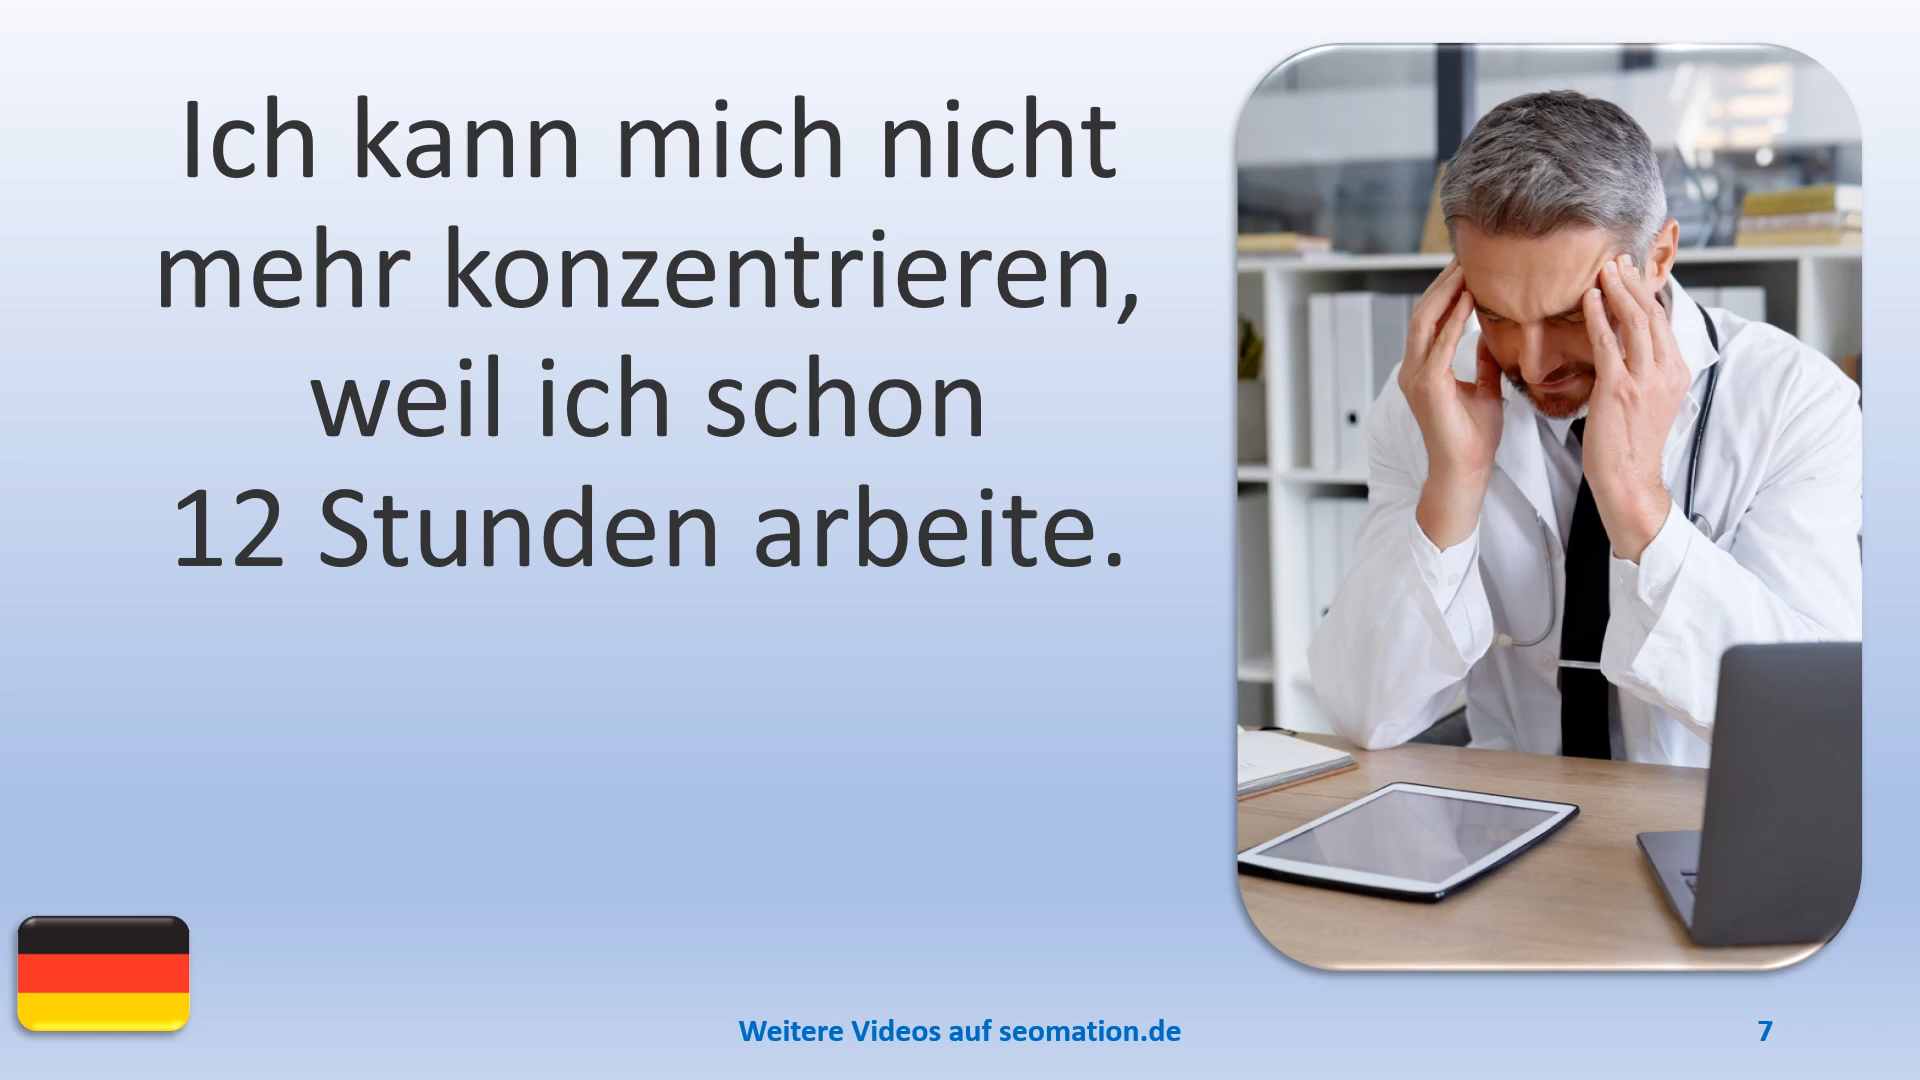 Ich kann mich nicht
mehr konzentrieren,
weil ich schon
12 Stunden arbeite.
Weitere Videos auf seomation.de
7